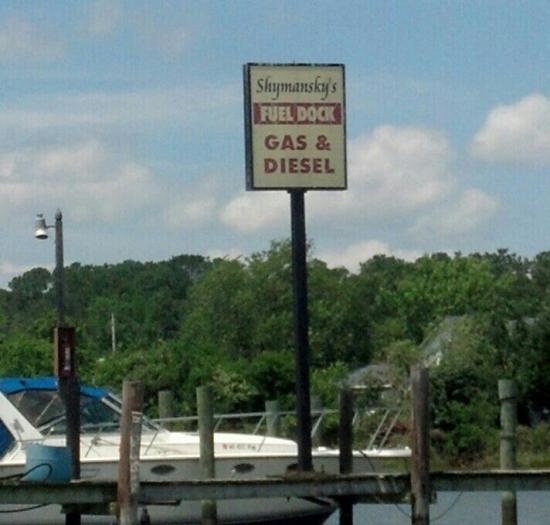 Shymansky's
FUEL DOCK
GAS &
DIESEL